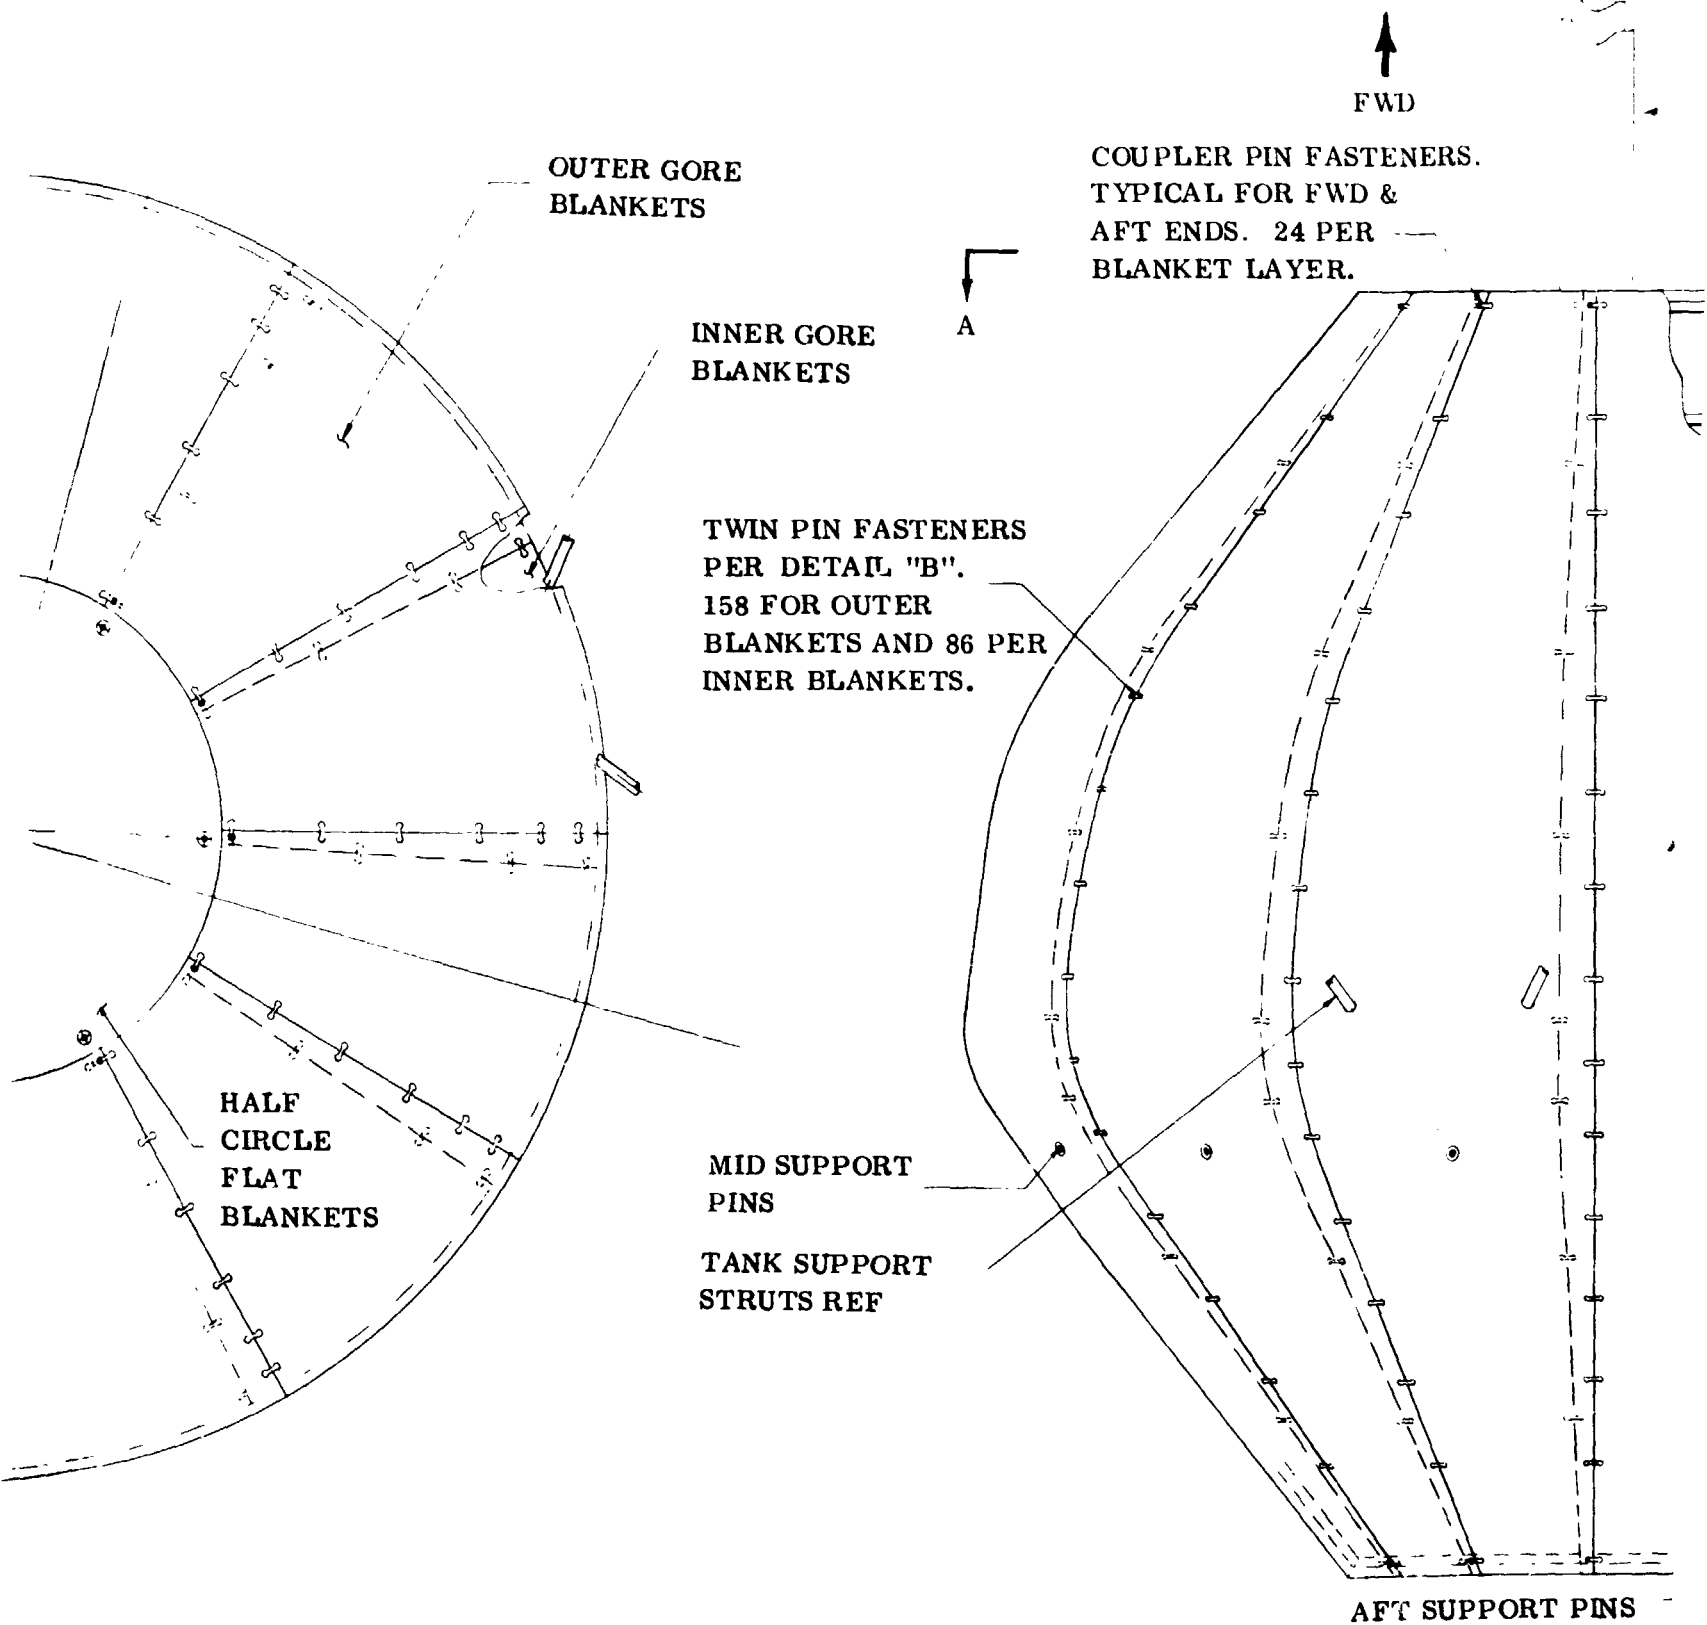 FWD
COUPLER PIN FASTENERS.
TYPICAL FOR FWD &
AFT ENDS. 24 PER
BLANKET LAYER.
OUTER GORE
BLANKETS
A
INNER GORE
BLANKETS
TWIN PIN FASTENERS
PER DETAIL "B".
158 FOR OUTER
BLANKETS AND 86 PER
INNER BLANKETS.
HALF
CIRCLE
FLAT
BLANKETS
MID SUPPORT
PINS
TANK SUPPORT
STRUTS REF
AFT SUPPORT PINS